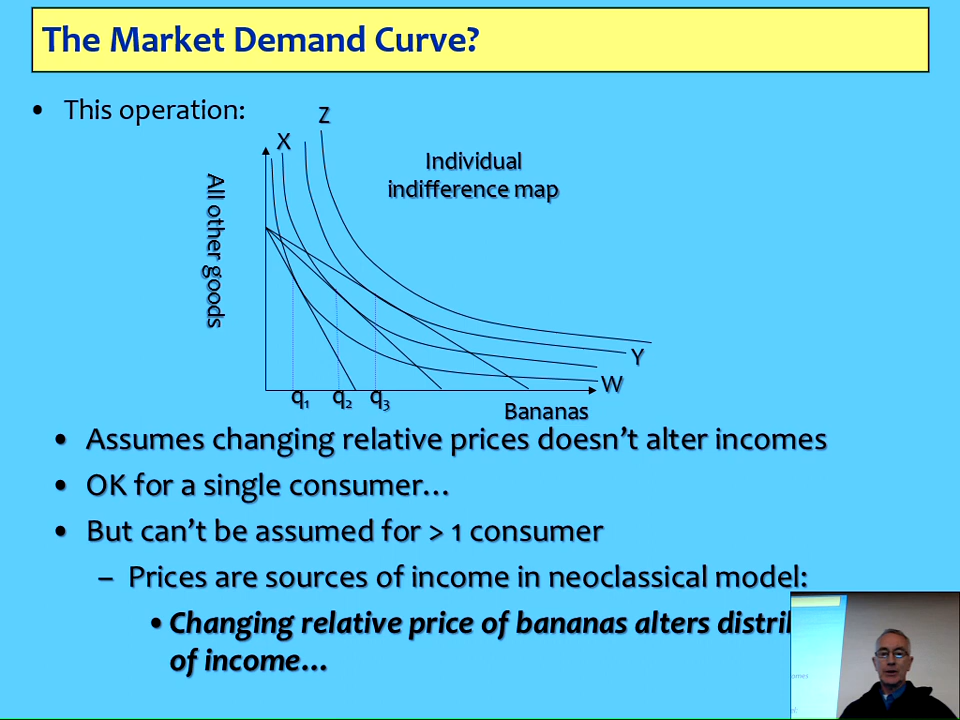 The Market Demand Curve?
• This operation:
Z
X
Individual
indifference map
All other goods
Y
W
q1 q2 q3
Bananas
• Assumes changing relative prices doesn't alter incomes
• OK for a single consumer…
• But can't be assumed for > 1 consumer
– Prices are sources of income in neoclassical model:
• Changing relative price of bananas alters
of income…